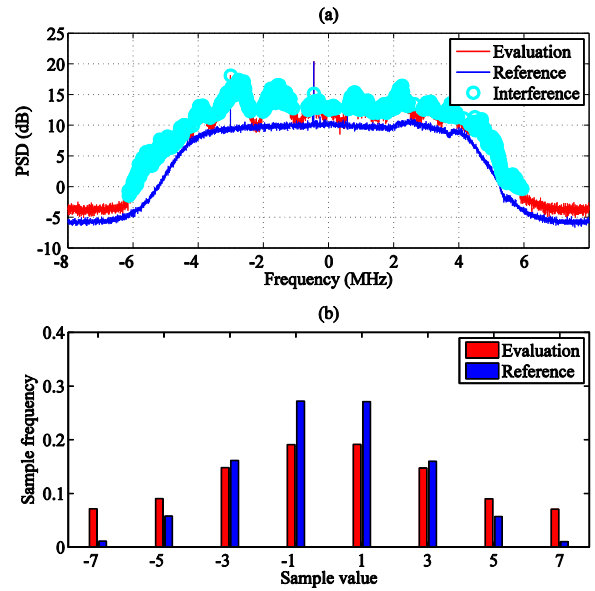 (a)
25
20
15
10
5
0
-5
-10
PSD (dB)
Evaluation
Reference
Interference
-8 -6 -4 -2 0 2 4 6
Frequency (MHz)
(b)
0.4
0.3
0.2
0.1
0
Sample frequency
Evaluation
Reference
-7 -5 -3 -1 1 3 5 7
Sample value